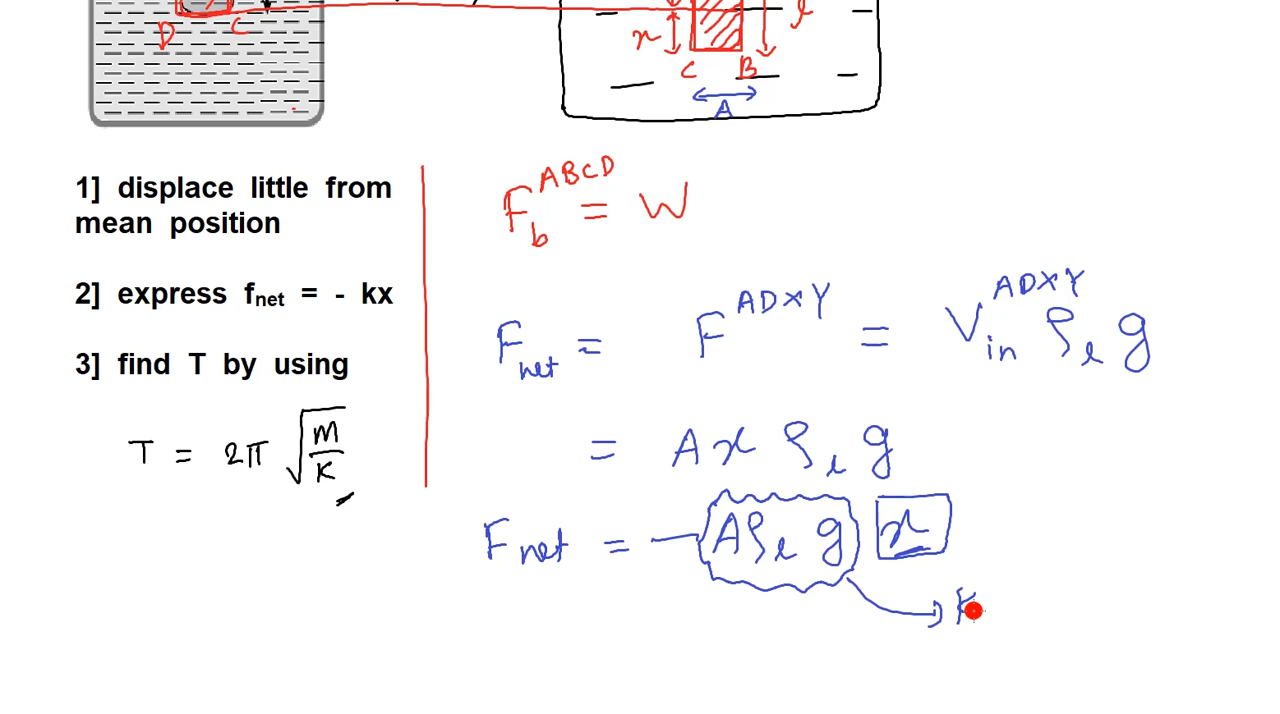 D C
x l
C B
A
1] displace little from
mean position
2] express fnet = - kx
3] find T by using
T = 2π √(m/K)
F_b^ABCD = W
F_net = F^ADXY = V_in^ADXY ρ_l g
= A x ρ_l g
F_net = - A ρ_l g x
K